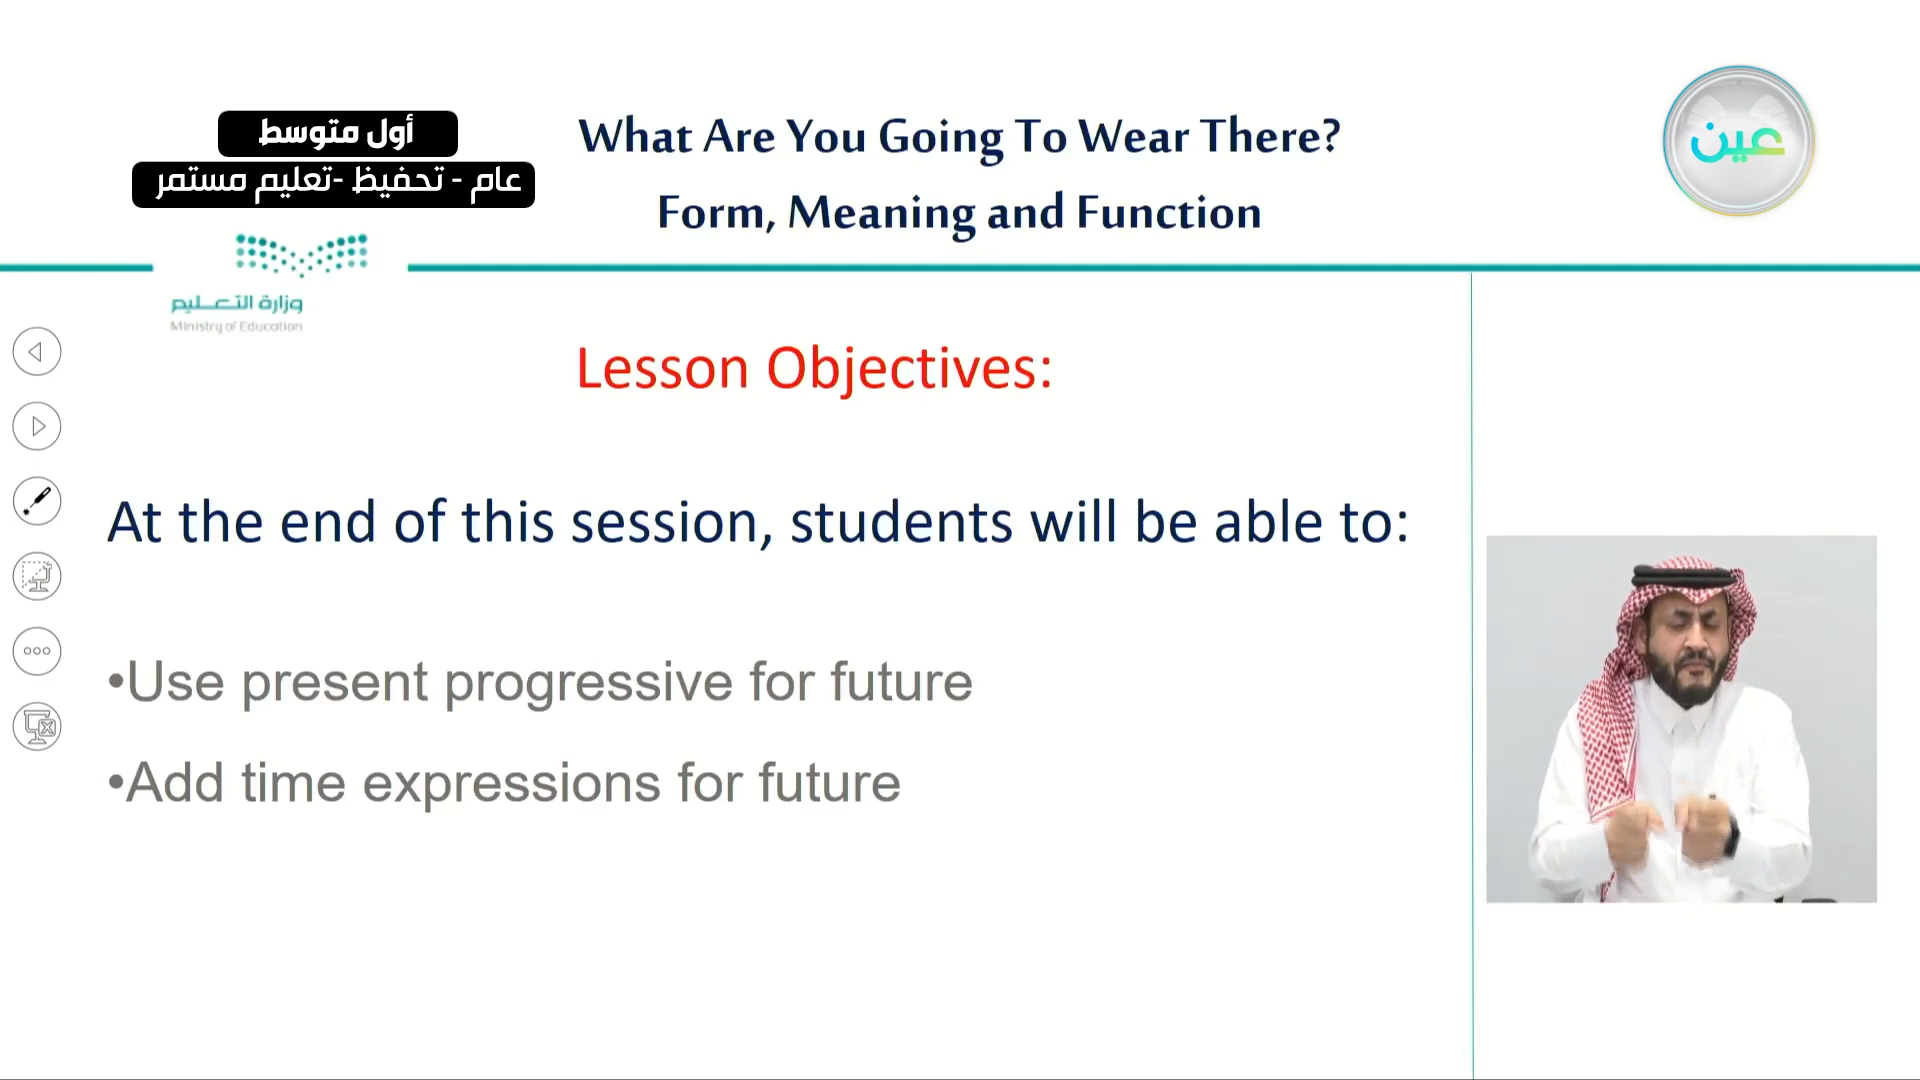 أول متوسط
عام - تحفيظ -تعليم مستمر
What Are You Going To Wear There?
Form, Meaning and Function
عين
وزارة التعليم
Ministry of Education
Lesson Objectives:
At the end of this session, students will be able to:
•Use present progressive for future
•Add time expressions for future